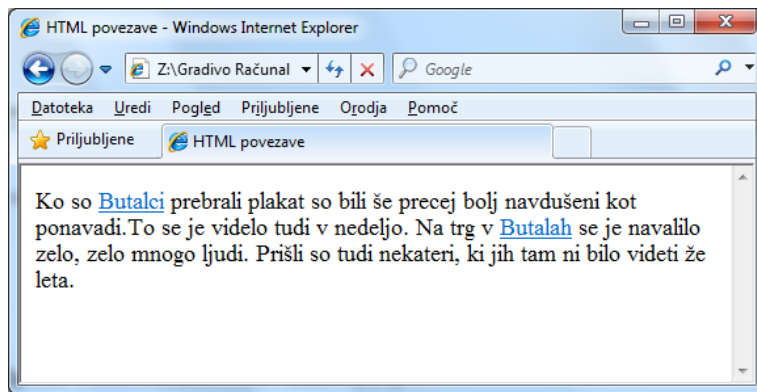 HTML povezave - Windows Internet Explorer
Z:\Gradivo Računal
Google
Datoteka Uredi Pogled Priljubljene Orodja Pomoč
Priljubljene HTML povezave
Ko so Butalci prebrali plakat so bili še precej bolj navdušeni kot
ponavadi.To se je videlo tudi v nedeljo. Na trg v Butalah se je navalilo
zelo, zelo mnogo ljudi. Prišli so tudi nekateri, ki jih tam ni bilo videti že
leta.